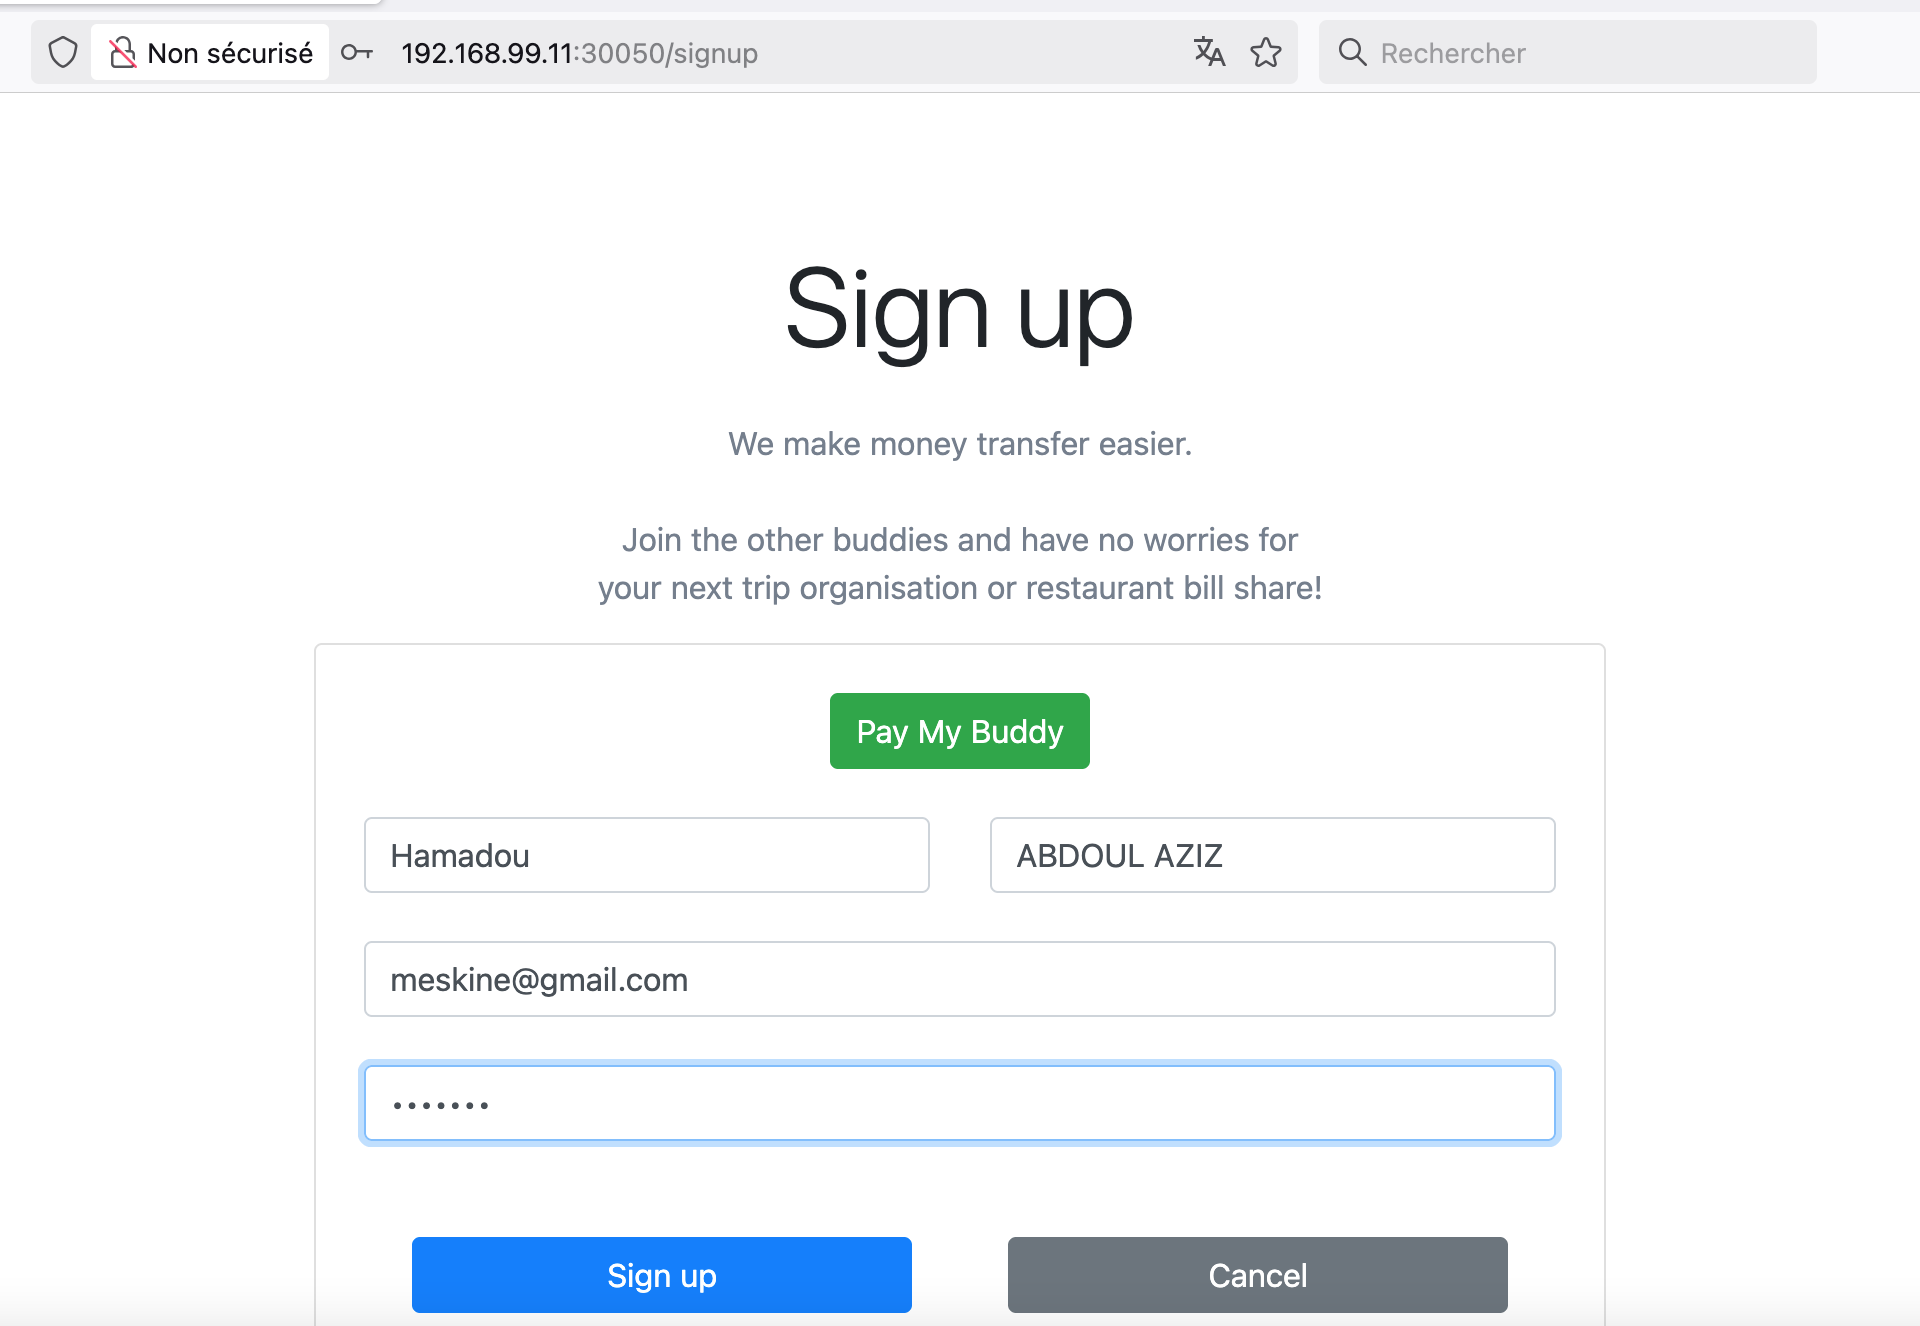 Non sécurisé
192.168.99.11:30050/signup
Rechercher
Sign up
We make money transfer easier.
Join the other buddies and have no worries for
your next trip organisation or restaurant bill share!
Pay My Buddy
Hamadou
ABDOUL AZIZ
meskine@gmail.com
•••••••
Sign up
Cancel